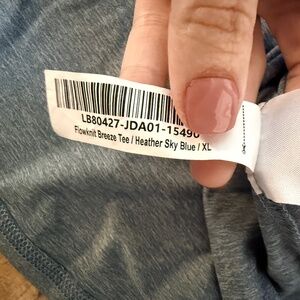 LB80427-JDA01-15490
Flowknit Breeze Tee / Heather Sky Blue / XL